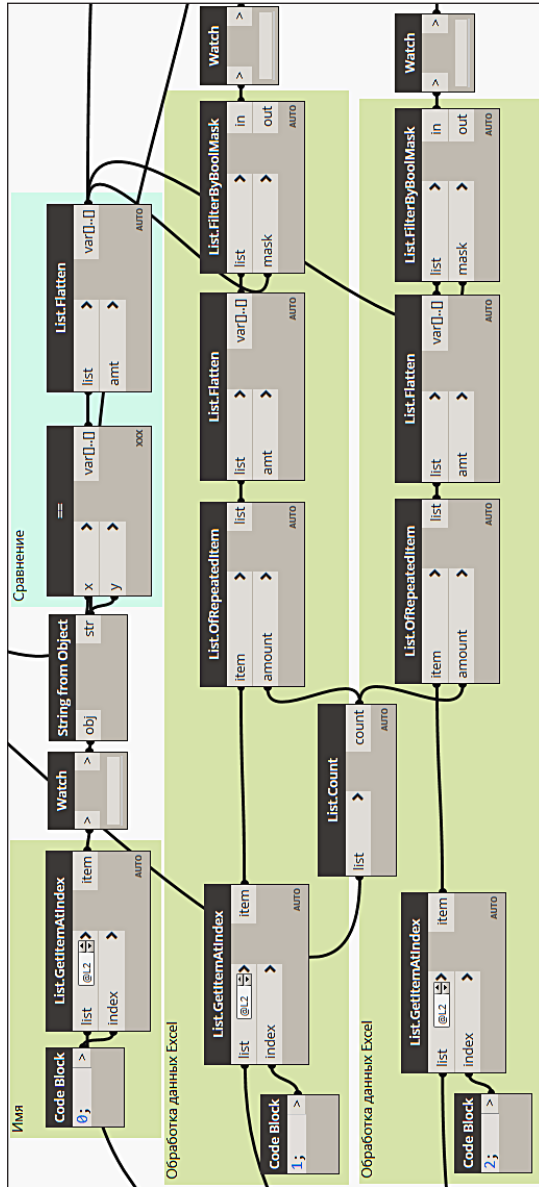 Имя
Code Block
0;
>
List.GetItemAtIndex
list
@L2
item
index
AUTO
Watch
>
>
String from Object
obj
str
Сравнение
==
x
var[]..[]
y
XXX
List.Flatten
list
var[]..[]
amt
AUTO
Обработка данных Excel
Code Block
1;
>
List.GetItemAtIndex
list
@L2
item
index
AUTO
List.OfRepeatedItem
item
list
amount
AUTO
List.Flatten
list
var[]..[]
amt
AUTO
List.FilterByBoolMask
list
in
mask
out
AUTO
Watch
>
>
List.Count
list
count
AUTO
Обработка данных Excel
Code Block
2;
>
List.GetItemAtIndex
list
@L2
item
index
AUTO
List.OfRepeatedItem
item
list
amount
AUTO
List.Flatten
list
var[]..[]
amt
AUTO
List.FilterByBoolMask
list
in
mask
out
AUTO
Watch
>
>